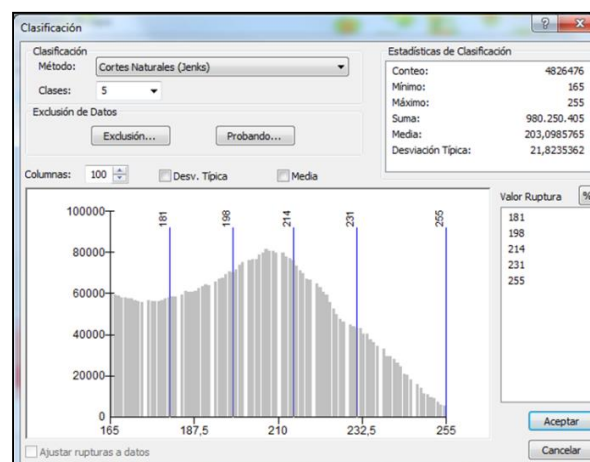 Clasificación
Clasificación
Método: Cortes Naturales (Jenks)
Clases: 5
Exclusión de Datos
Exclusión... Probando...
Columnas: 100 Desv. Típica Media
Estadísticas de Clasificación
Conteo: 4826476
Mínimo: 165
Máximo: 255
Suma: 980.250.405
Media: 203,0985765
Desviación Típica: 21,8235362
Valor Ruptura %
181
198
214
231
255
181 198 214 231 255
100000
80000
60000
40000
20000
0
165 187,5 210 232,5 255
Ajustar rupturas a datos
Aceptar
Cancelar